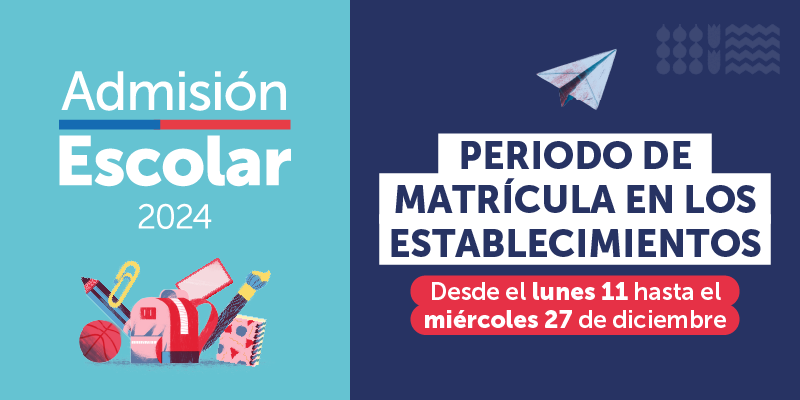 Admisión
Escolar
2024
PERIODO DE
MATRÍCULA EN LOS
ESTABLECIMIENTOS
Desde el lunes 11 hasta el
miércoles 27 de diciembre